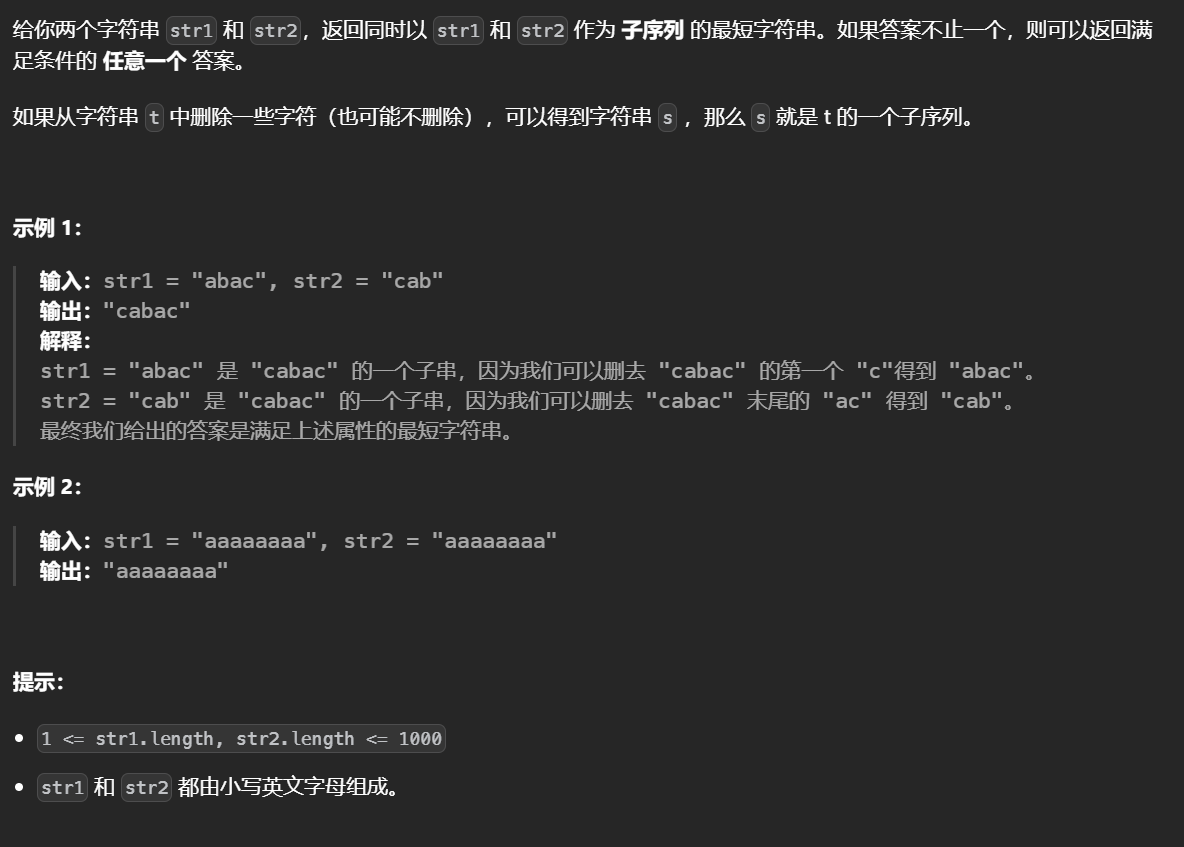 给你两个字符串 str1 和 str2，返回同时以 str1 和 str2 作为 子序列 的最短字符串。如果答案不止一个，则可以返回满
足条件的 任意一个 答案。
如果从字符串 t 中删除一些字符（也可能不删除），可以得到字符串 s ，那么 s 就是 t 的一个子序列。
示例 1：
输入：str1 = "abac", str2 = "cab"
输出："cabac"
解释：
str1 = "abac" 是 "cabac" 的一个子串，因为我们可以删去 "cabac" 的第一个 "c"得到 "abac"。
str2 = "cab" 是 "cabac" 的一个子串，因为我们可以删去 "cabac" 末尾的 "ac" 得到 "cab"。
最终我们给出的答案是满足上述属性的最短字符串。
示例 2：
输入：str1 = "aaaaaaaa", str2 = "aaaaaaaa"
输出："aaaaaaaa"
提示：
• 1 <= str1.length, str2.length <= 1000
• str1 和 str2 都由小写英文字母组成。